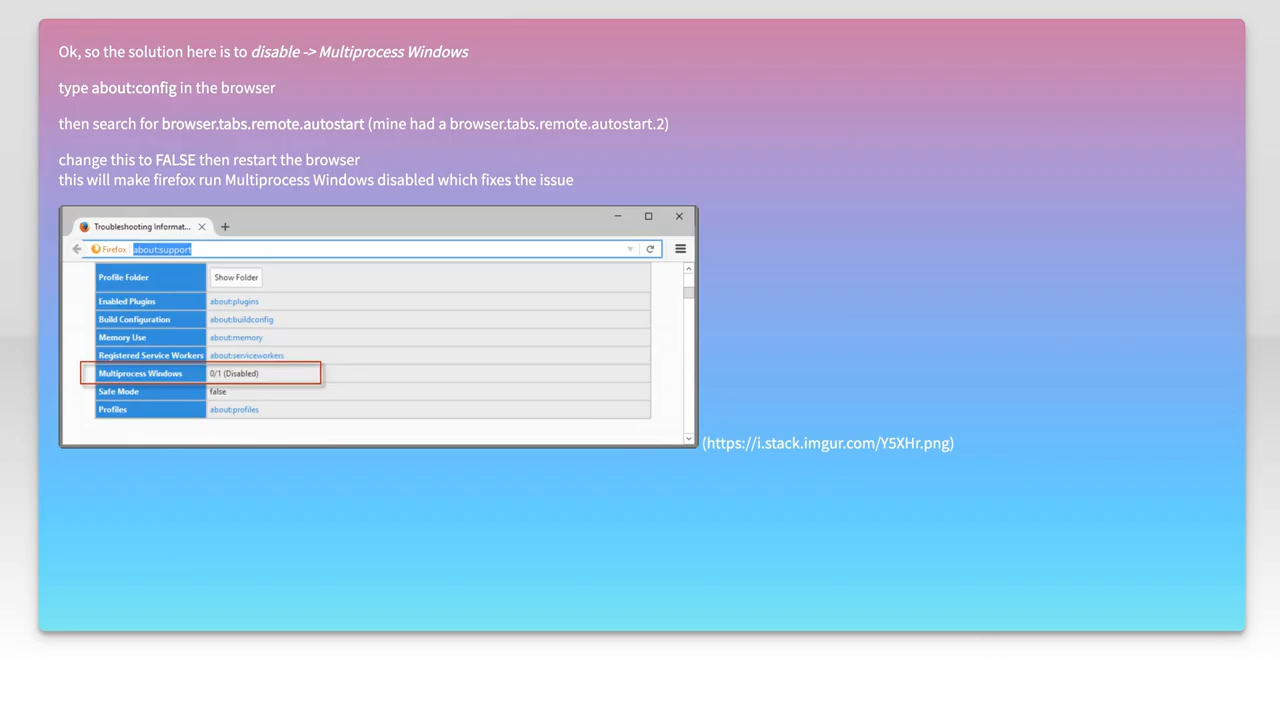 Ok, so the solution here is to disable -> Multiprocess Windows
type about:config in the browser
then search for browser.tabs.remote.autostart (mine had a browser.tabs.remote.autostart.2)
change this to FALSE then restart the browser
this will make firefox run Multiprocess Windows disabled which fixes the issue
Troubleshooting Informat...
Firefox about:support
Profile Folder Show Folder
Enabled Plugins about:plugins
Build Configuration about:buildconfig
Memory Use about:memory
Registered Service Workers about:serviceworkers
Multiprocess Windows 0/1 (Disabled)
Safe Mode false
Profiles about:profiles
(https://i.stack.imgur.com/Y5XHr.png)